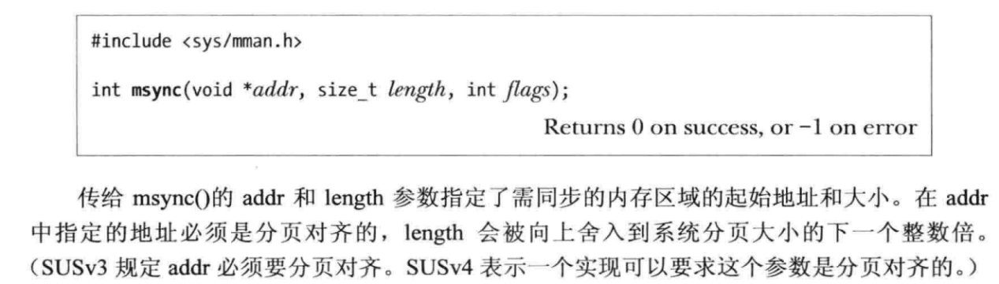 #include <sys/mman.h>
int msync(void *addr, size_t length, int flags);
Returns 0 on success, or −1 on error
传给 msync()的 addr 和 length 参数指定了需同步的内存区域的起始地址和大小。在 addr
中指定的地址必须是分页对齐的，length 会被向上舍入到系统分页大小的下一个整数倍。
（SUSv3 规定 addr 必须要分页对齐。SUSv4 表示一个实现可以要求这个参数是分页对齐的。）